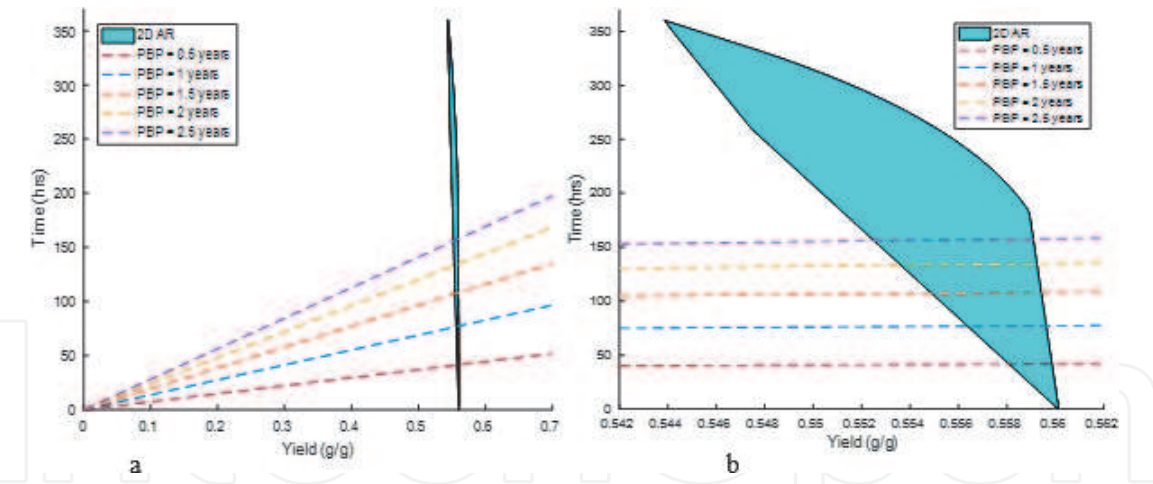 350
300
250
200
150
100
50
0
Time (hrs)
2D AR
PBP = 0.5 years
PBP = 1 years
PBP = 1.5 years
PBP = 2 years
PBP = 2.5 years
0 0.1 0.2 0.3 0.4 0.5 0.6 0.7
Yield (g/g)
a
350
300
250
200
150
100
50
0
Time (hrs)
2D AR
PBP = 0.5 years
PBP = 1 years
PBP = 1.5 years
PBP = 2 years
PBP = 2.5 years
0.542 0.544 0.546 0.548 0.55 0.552 0.554 0.556 0.558 0.56 0.562
Yield (g/g)
b